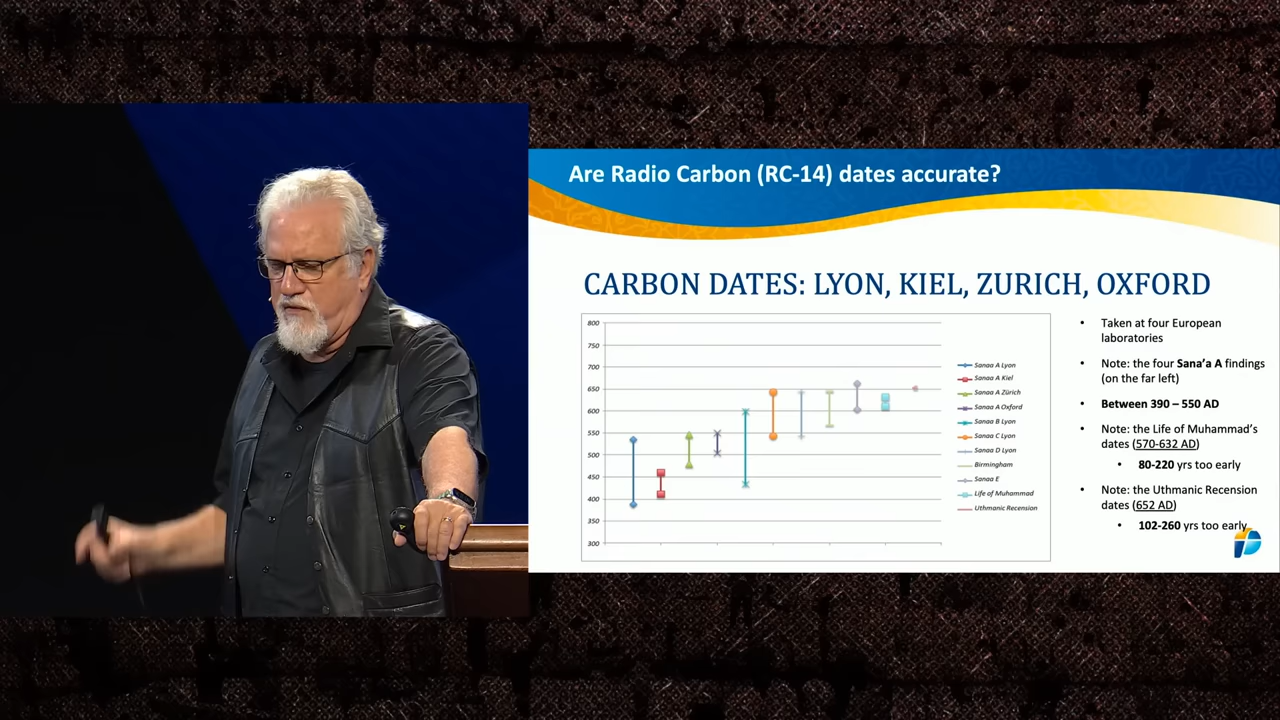 Are Radio Carbon (RC-14) dates accurate?
CARBON DATES: LYON, KIEL, ZURICH, OXFORD
800
750
700
650
600
550
500
450
400
350
300
Sanaa A Lyon
Sanaa A Kiel
Sanaa A Zürich
Sanaa A Oxford
Sanaa B Lyon
Sanaa C Lyon
Sanaa D Lyon
Birmingham
Sanaa E
Life of Muhammad
Uthmanic Recension
• Taken at four European
laboratories
• Note: the four Sana'a A findings
(on the far left)
• Between 390 – 550 AD
• Note: the Life of Muhammad's
dates (570-632 AD)
• 80-220 yrs too early
• Note: the Uthmanic Recension
dates (652 AD)
• 102-260 yrs too early